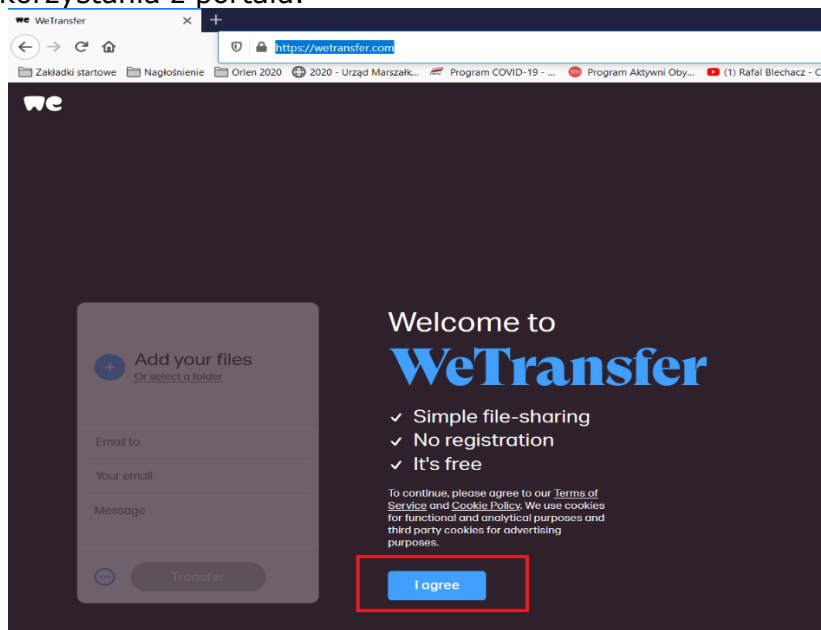 korzystania z portalu.
we WeTransfer × +
https://wetransfer.com
Zakładki startowe Nagłośnienie Orlen 2020 2020 - Urząd Marszałk... Program COVID-19 - ... Program Aktywni Oby... (1) Rafal Blechacz - C
we
Add your files
Or select a folder
Email to
Your email
Message
Transfer
Welcome to
WeTransfer
✓ Simple file-sharing
✓ No registration
✓ It's free
To continue, please agree to our Terms of
Service and Cookie Policy. We use cookies
for functional and analytical purposes and
third party cookies for advertising
purposes.
I agree